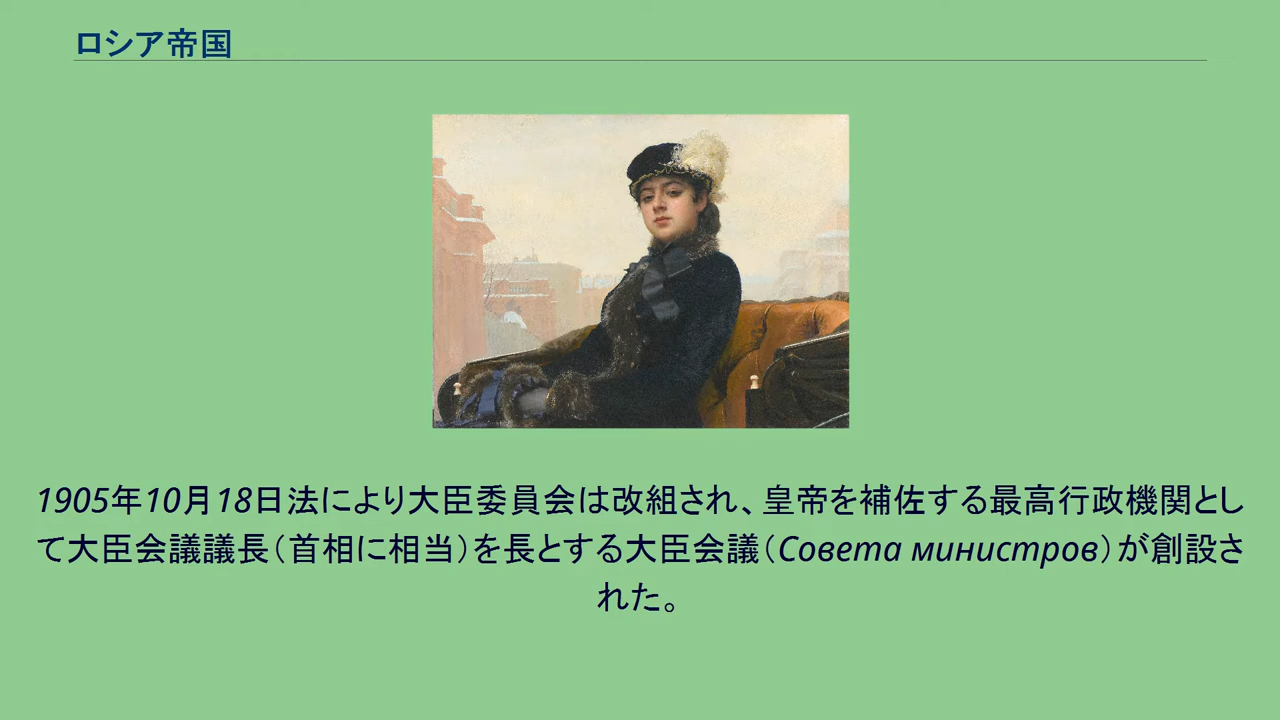 ロシア帝国
1905年10月18日法により大臣委員会は改組され、皇帝を補佐する最高行政機関とし
て大臣会議議長（首相に相当）を長とする大臣会議（Совета министров）が創設さ
れた。